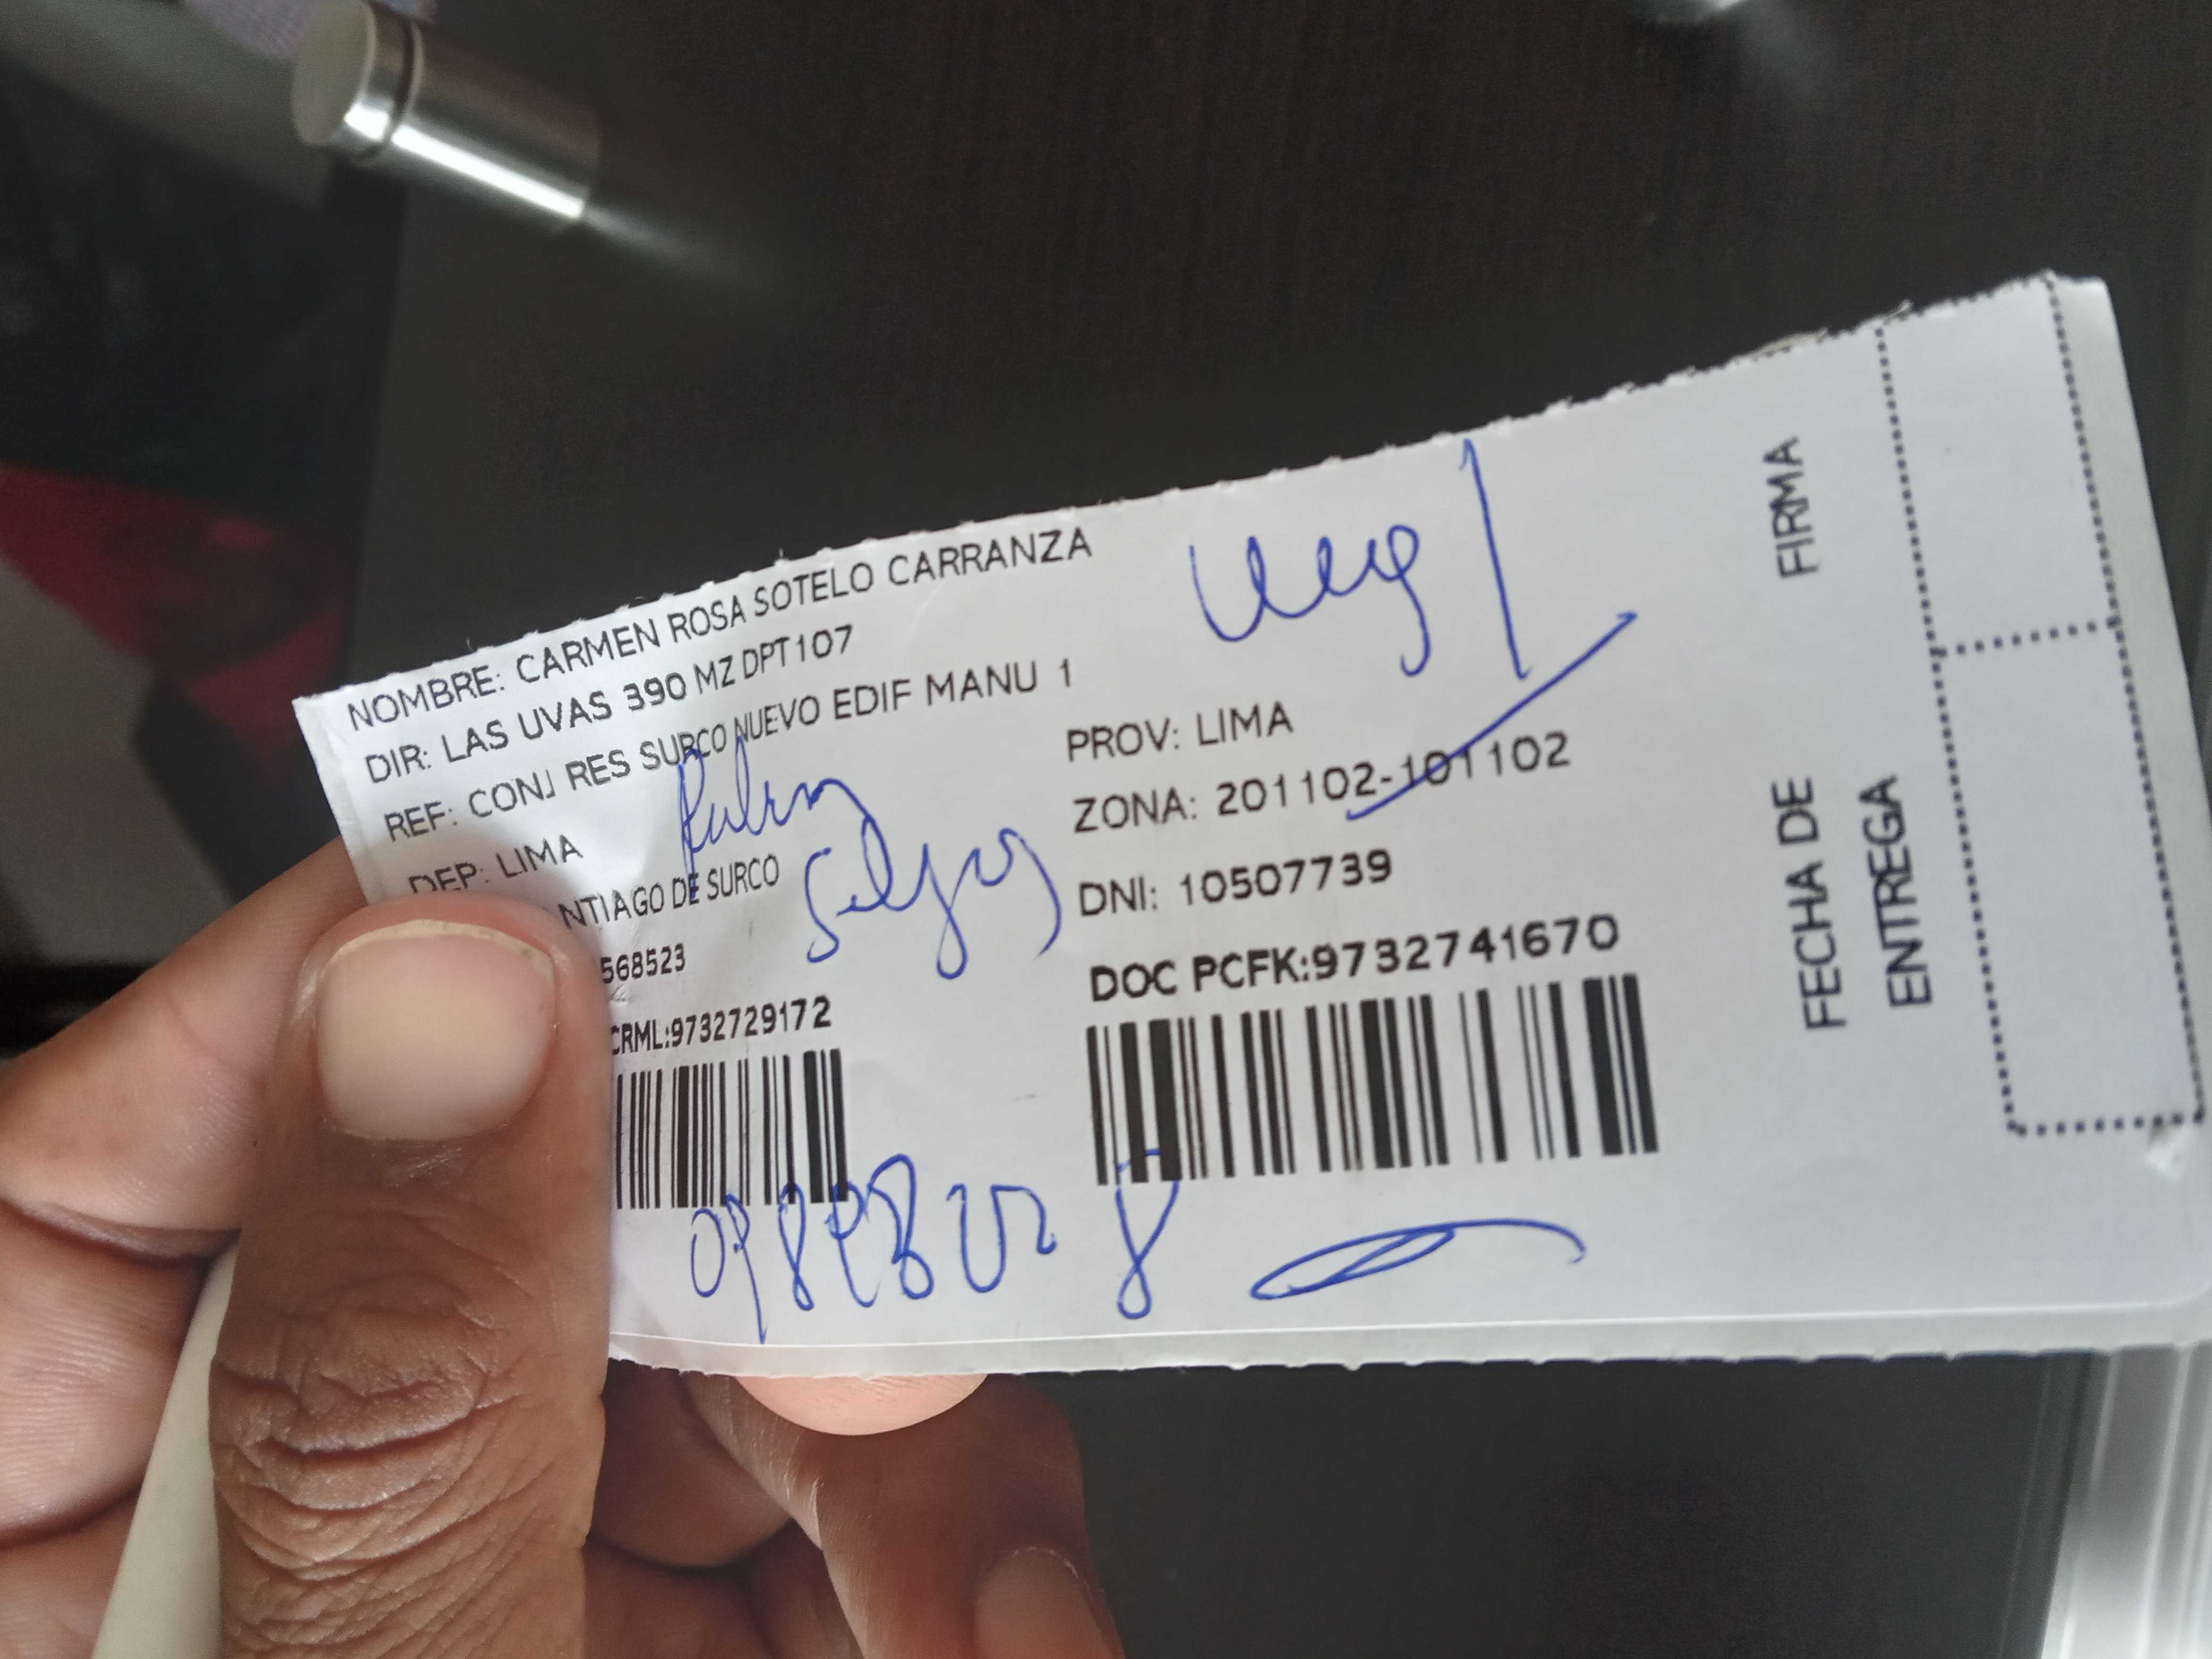 NOMBRE: CARMEN ROSA SOTELO CARRANZA
DIR: LAS UVAS 390 MZ DPT107
REF: CONJ RES SURCO NUEVO EDIF MANU 1
DEP: LIMA
PROV: LIMA
NTIAGO DE SURCO
ZONA: 201102-101102
568523
DNI: 10507739
CRML:9732729172
DOC PCFK:9732741670
FIRMA
FECHA DE
ENTREGA